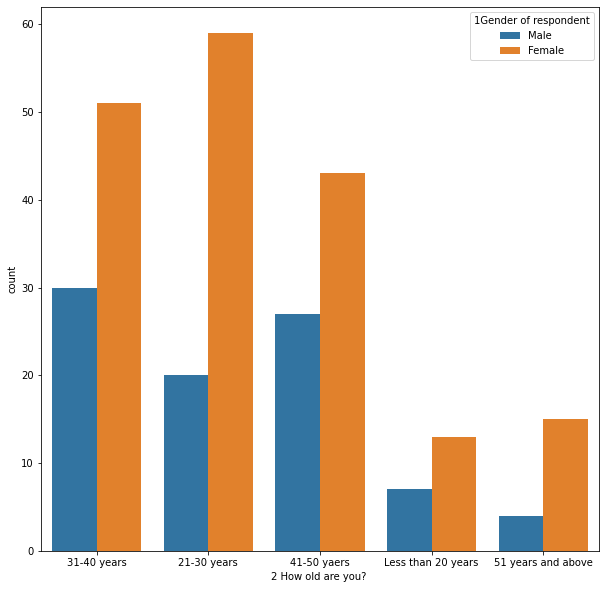 1Gender of respondent
Male
Female
60
50
40
30
20
10
0
count
31-40 years 21-30 years 41-50 yaers Less than 20 years 51 years and above
2 How old are you?